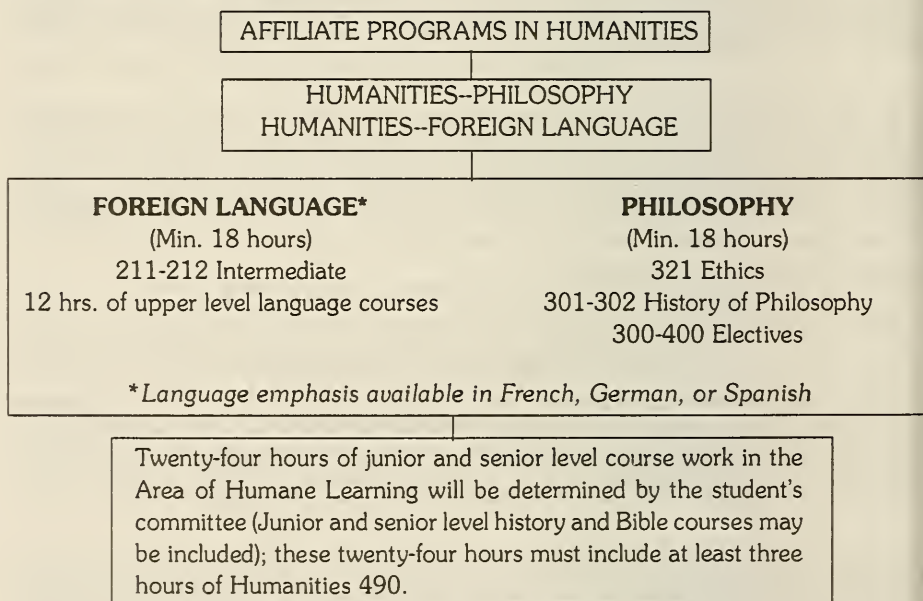 AFFILIATE PROGRAMS IN HUMANITIES
HUMANITIES--PHILOSOPHY
HUMANITIES--FOREIGN LANGUAGE
FOREIGN LANGUAGE*
(Min. 18 hours)
211-212 Intermediate
12 hrs. of upper level language courses
PHILOSOPHY
(Min. 18 hours)
321 Ethics
301-302 History of Philosophy
300-400 Electives
*Language emphasis available in French, German, or Spanish
Twenty-four hours of junior and senior level course work in the
Area of Humane Learning will be determined by the student's
committee (Junior and senior level history and Bible courses may
be included); these twenty-four hours must include at least three
hours of Humanities 490.